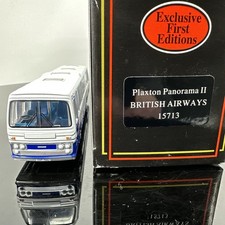 Exclusive
First
Editions
Plaxton Panorama II
BRITISH AIRWAYS
15713